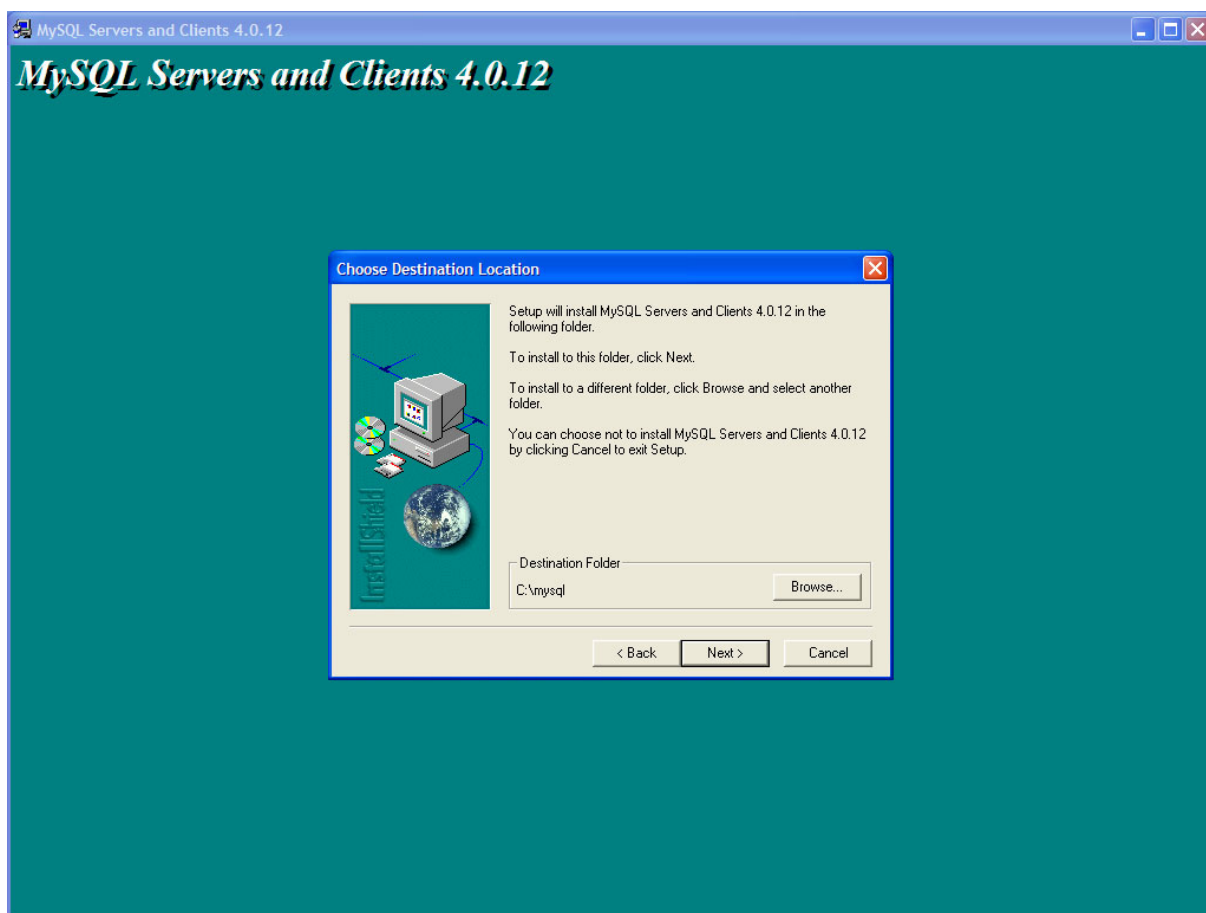 MySQL Servers and Clients 4.0.12
MySQL Servers and Clients 4.0.12
Choose Destination Location
Setup will install MySQL Servers and Clients 4.0.12 in the
following folder.
To install to this folder, click Next.
To install to a different folder, click Browse and select another
folder.
You can choose not to install MySQL Servers and Clients 4.0.12
by clicking Cancel to exit Setup.
InstallShield
Destination Folder
C:\mysql
Browse...
< Back
Next >
Cancel